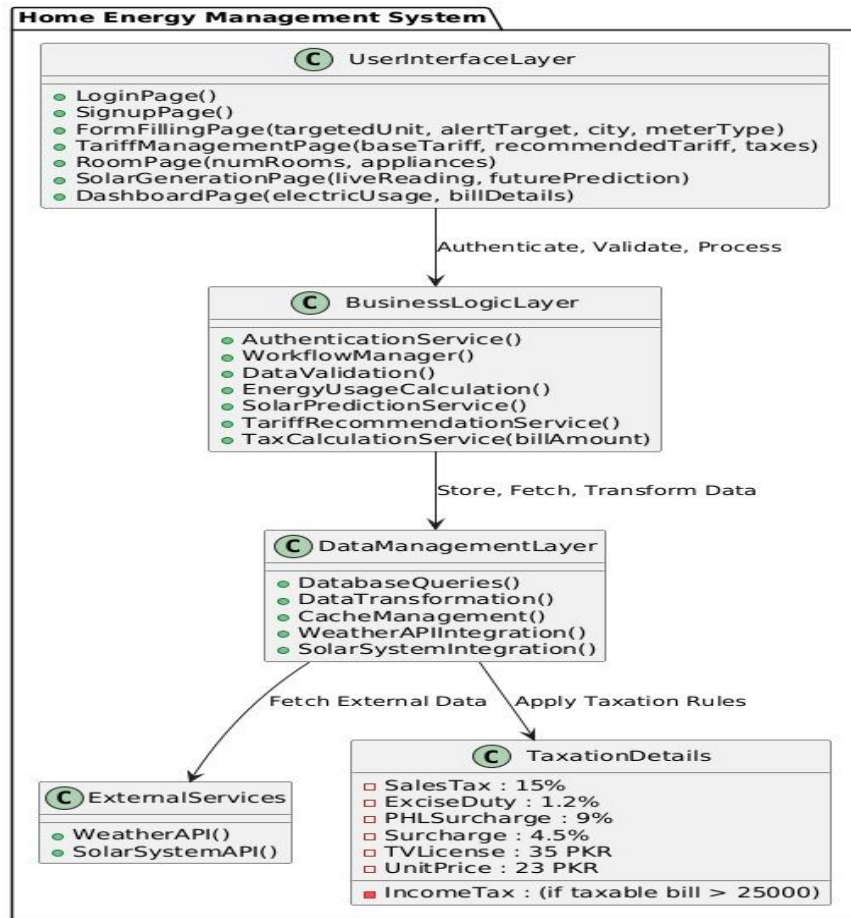 Home Energy Management System
C UserInterfaceLayer
LoginPage()
SignupPage()
FormFillingPage(targetedUnit, alertTarget, city, meterType)
TariffManagementPage(baseTariff, recommendedTariff, taxes)
RoomPage(numRooms, appliances)
SolarGenerationPage(liveReading, futurePrediction)
DashboardPage(electricUsage, billDetails)
Authenticate, Validate, Process
C BusinessLogicLayer
AuthenticationService()
WorkflowManager()
DataValidation()
EnergyUsageCalculation()
SolarPredictionService()
TariffRecommendationService()
TaxCalculationService(billAmount)
Store, Fetch, Transform Data
C DataManagementLayer
DatabaseQueries()
DataTransformation()
CacheManagement()
WeatherAPIIntegration()
SolarSystemIntegration()
Fetch External Data
Apply Taxation Rules
C ExternalServices
WeatherAPI()
SolarSystemAPI()
C TaxationDetails
SalesTax : 15%
ExciseDuty : 1.2%
PHLSurcharge : 9%
Surcharge : 4.5%
TVLicense : 35 PKR
UnitPrice : 23 PKR
IncomeTax : (if taxable bill > 25000)